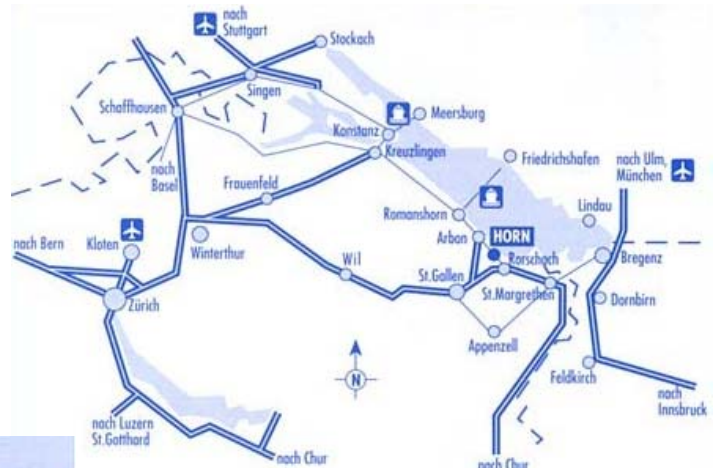 nach
Stuttgart
Stockach
Singen
Schaffhausen
Meersburg
Konstanz
Kreuzlingen
nach
Basel
Friedrichshafen
nach Ulm,
München
Frauenfeld
Romanshorn
Lindau
Arbon
HORN
nach Bern
Kloten
Winterthur
Wil
Rorschach
Bregenz
St.Gallen
St.Margrethen
Zürich
Dornbirn
Appenzell
N
Feldkirch
nach
Innsbruck
nach Luzern
St.Gotthard
nach Chur
nach Chur